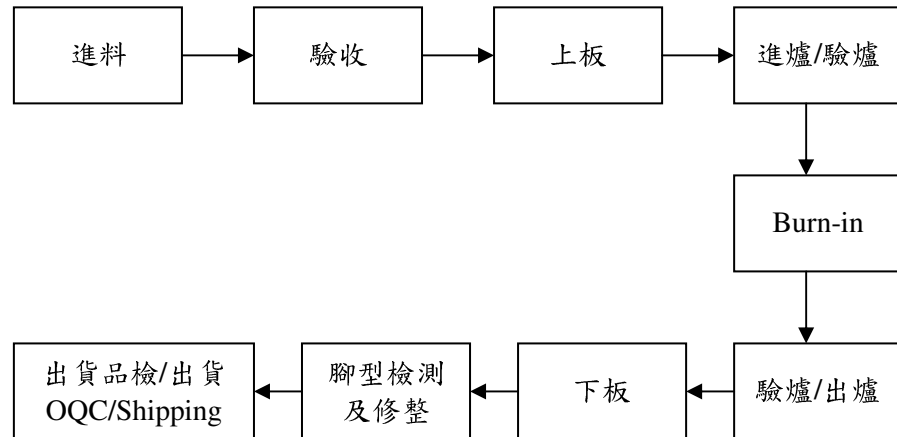 進料
驗收
上板
進爐/驗爐
Burn-in
驗爐/出爐
下板
腳型檢測
及修整
出貨品檢/出貨
OQC/Shipping